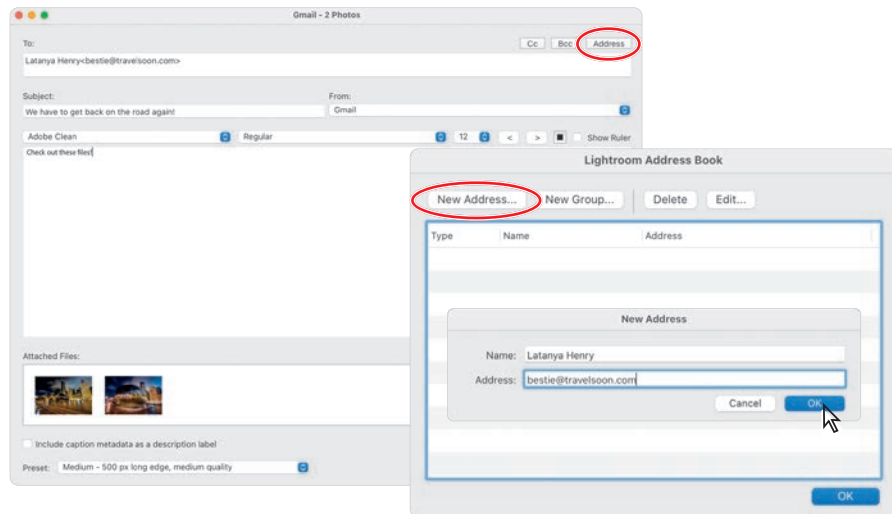 Gmail - 2 Photos
To:
Cc Bcc Address
Latanya Henry<bestie@travelsoon.com>
Subject:
From:
We have to get back on the road again!
Gmail
Adobe Clean
Regular
12
<
>
Show Ruler
Check out these files!
Attached Files:
Include caption metadata as a description label
Preset: Medium - 500 px long edge, medium quality
Lightroom Address Book
New Address... New Group... Delete Edit...
Type Name Address
New Address
Name: Latanya Henry
Address: bestie@travelsoon.com
Cancel OK
OK